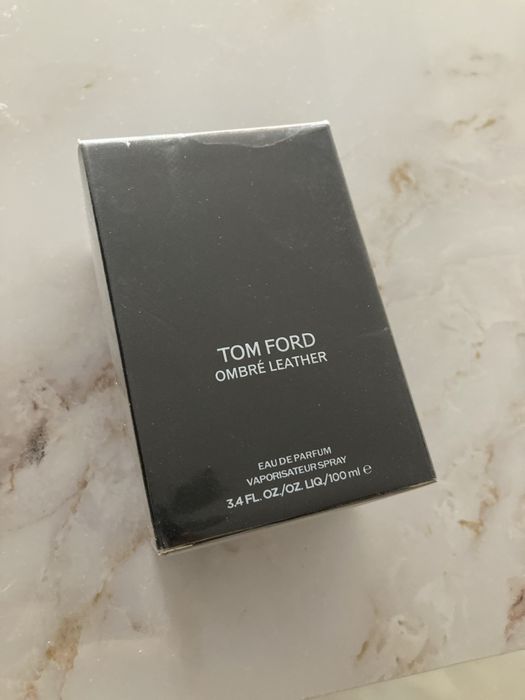 TOM FORD
OMBRÉ LEATHER
EAU DE PARFUM
VAPORISATEUR SPRAY
3.4 FL. OZ./OZ. LIQ./100 ml ℮